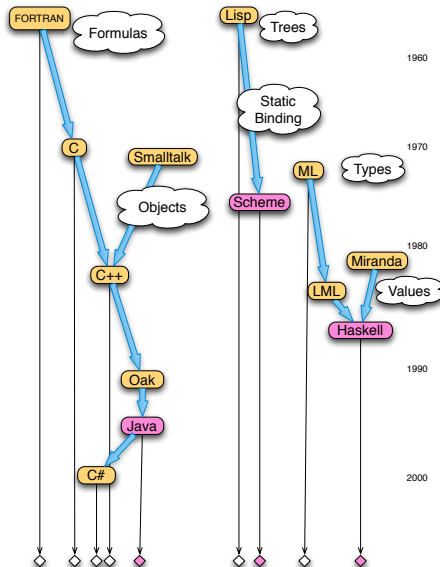 FORTRAN
Formulas
Lisp
Trees
1960
Static
Binding
C
Smalltalk
1970
ML
Types
Scheme
Objects
1980
C++
Miranda
LML
Values
Haskell
Oak
1990
Java
C#
2000